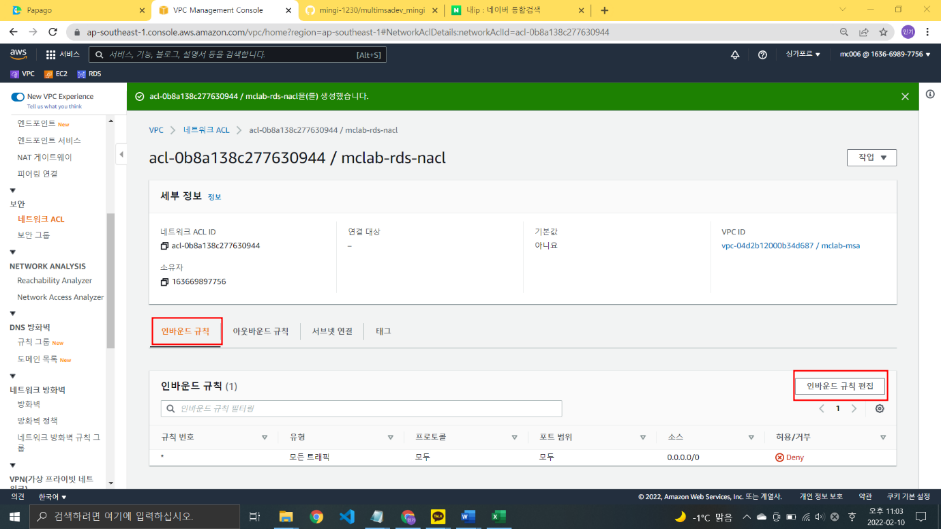 Papago
VPC Management Console
mingi-1230/multimsadev_mingi
내ip : 네이버 통합검색
ap-southeast-1.console.aws.amazon.com/vpc/home?region=ap-southeast-1#NetworkAclDetails:networkAclId=acl-0b8a138c277630944
민기
aws
서비스
서비스, 기능, 블로그, 설명서 등을 검색합니다.
[Alt+S]
싱가포르 ▼
mc006 @ 1636-6989-7756 ▼
VPC
EC2
RDS
New VPC Experience
Tell us what you think
acl-0b8a138c277630944 / mclab-rds-nacl을(를) 생성했습니다.
엔드포인트 New
엔드포인트 서비스
NAT 게이트웨이
피어링 연결
보안
네트워크 ACL
보안 그룹
NETWORK ANALYSIS
Reachability Analyzer
Network Access Analyzer
DNS 방화벽
규칙 그룹 New
도메인 목록 New
네트워크 방화벽
방화벽
방화벽 정책
네트워크 방화벽 규칙 그
룹
VPN(가상 프라이빗 네트
워크)
VPC > 네트워크 ACL > acl-0b8a138c277630944 / mclab-rds-nacl
acl-0b8a138c277630944 / mclab-rds-nacl
작업 ▼
세부 정보 정보
네트워크 ACL ID
acl-0b8a138c277630944
연결 대상
–
기본값
아니요
VPC ID
vpc-04d2b12000b34d687 / mclab-msa
소유자
163669897756
인바운드 규칙
아웃바운드 규칙
서브넷 연결
태그
인바운드 규칙 (1)
인바운드 규칙 편집
인바운드 규칙 필터링
1
규칙 번호
유형
프로토콜
포트 범위
소스
허용/거부
*
모든 트래픽
모두
모두
0.0.0.0/0
Deny
의견
한국어 ▼
© 2022, Amazon Web Services, Inc. 또는 계열사.
개인 정보 보호
약관
쿠키 기본 설정
검색하려면 여기에 입력하십시오.
-1°C 맑음
오후 11:03
2022-02-10